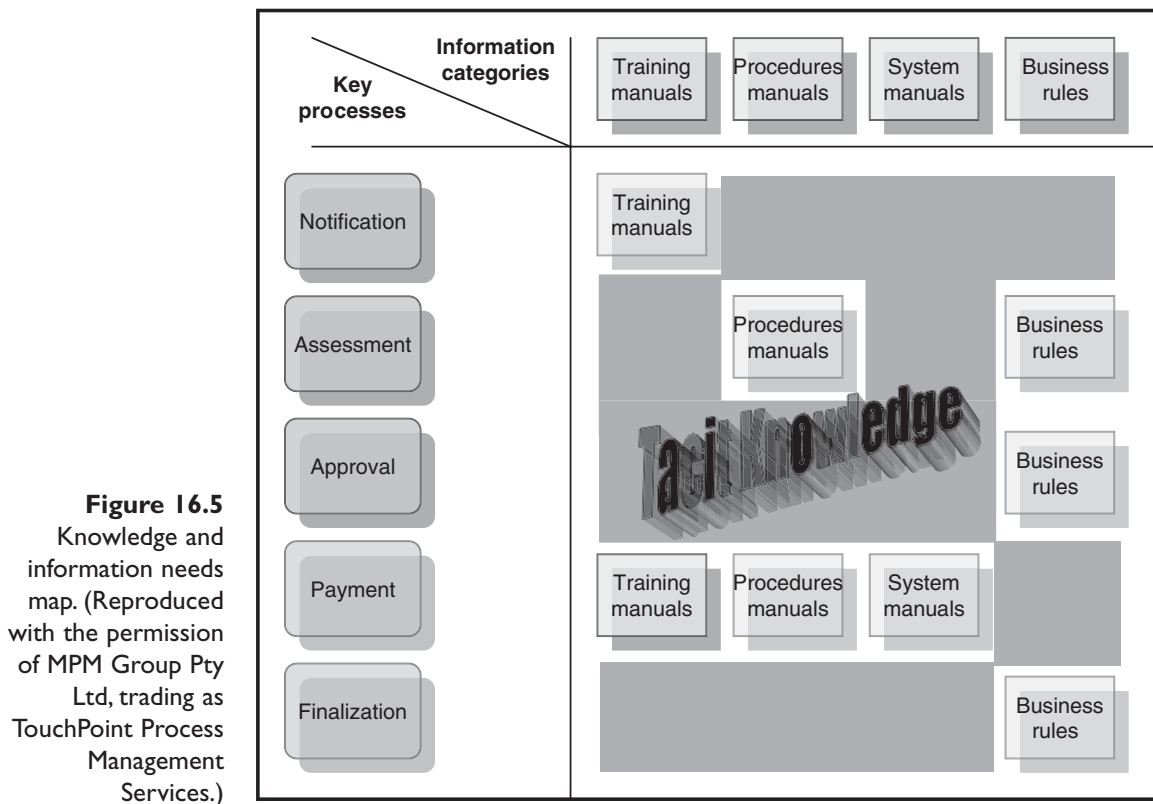 Information
categories
Key
processes
Training
manuals
Procedures
manuals
System
manuals
Business
rules
Notification
Training
manuals
Assessment
Procedures
manuals
Business
rules
Tacit Knowledge
Approval
Business
rules
Payment
Training
manuals
Procedures
manuals
System
manuals
Finalization
Business
rules
Figure 16.5
Knowledge and
information needs
map. (Reproduced
with the permission
of MPM Group Pty
Ltd, trading as
TouchPoint Process
Management
Services.)